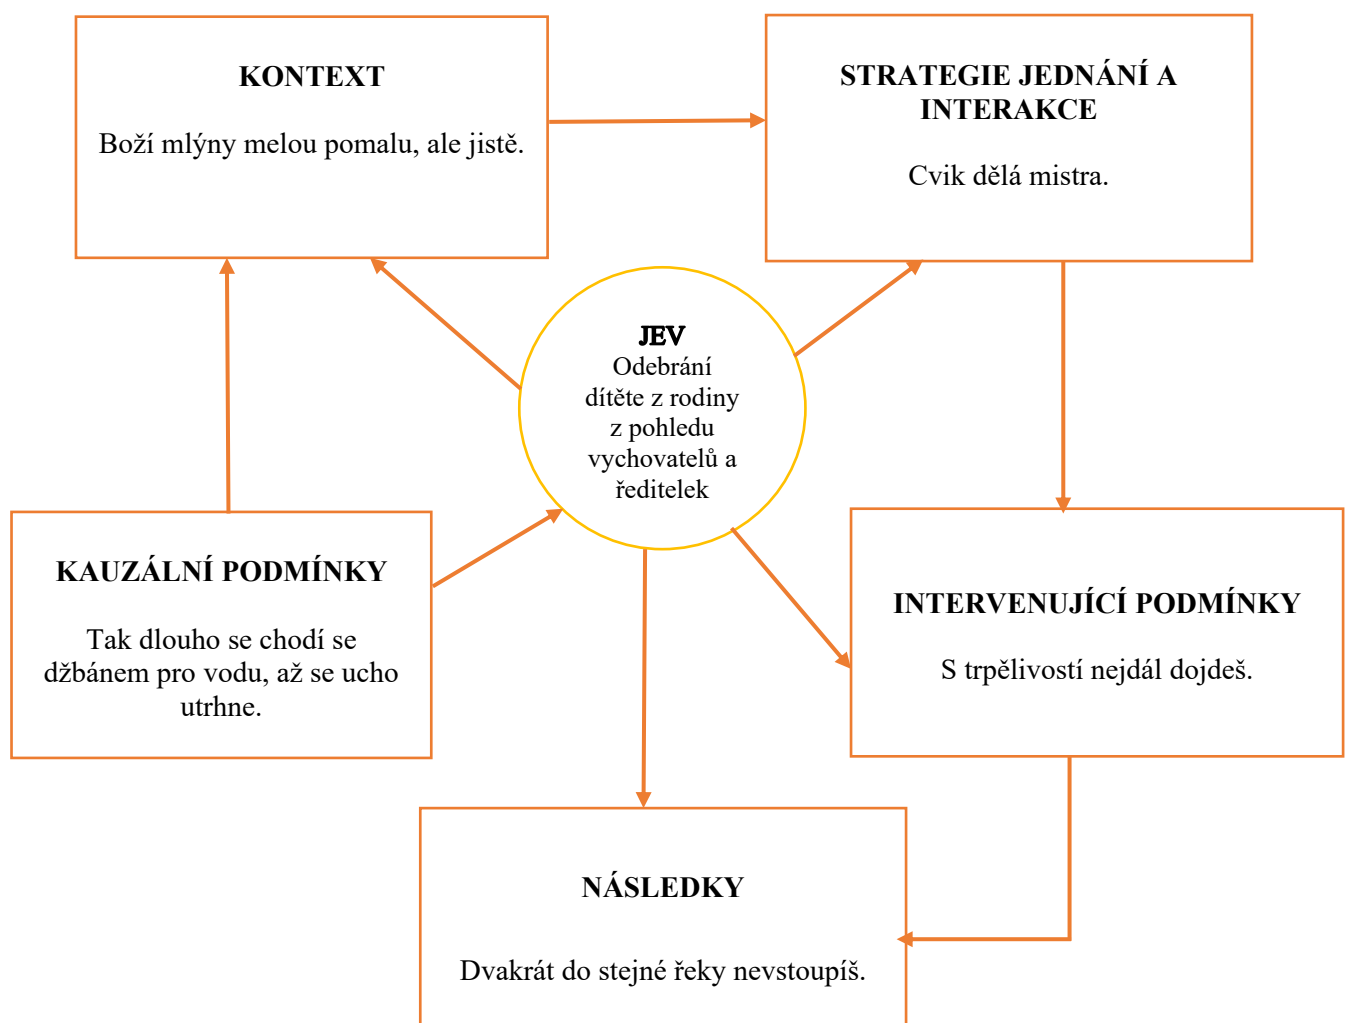 KONTEXT
Boží mlýny melou pomalu, ale jistě.
STRATEGIE JEDNÁNÍ A
INTERAKCE
Cvik dělá mistra.
JEV
Odebrání
dítěte z rodiny
z pohledu
vychovatelů a
ředitelek
KAUZÁLNÍ PODMÍNKY
Tak dlouho se chodí se
džbánem pro vodu, až se ucho
utrhne.
INTERVENUJÍCÍ PODMÍNKY
S trpělivostí nejdál dojdeš.
NÁSLEDKY
Dvakrát do stejné řeky nevstoupíš.